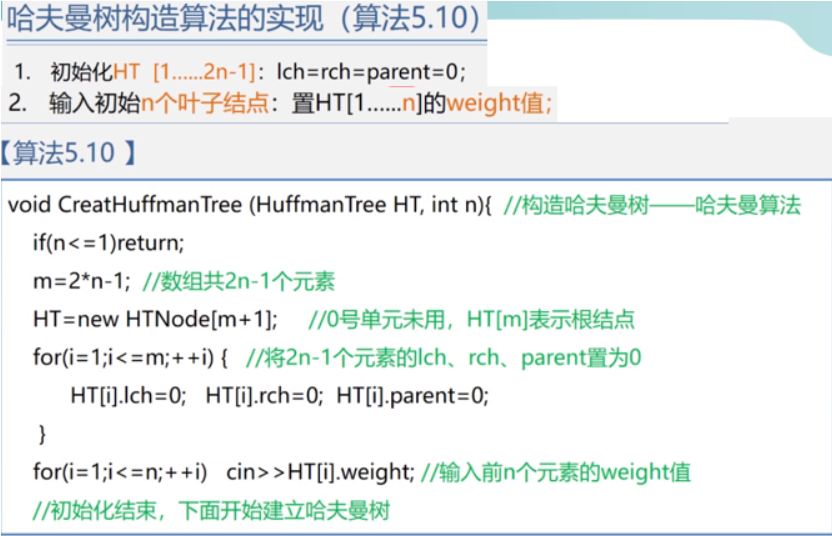 哈夫曼树构造算法的实现（算法5.10）
1. 初始化HT [1......2n-1]：lch=rch=parent=0;
2. 输入初始n个叶子结点：置HT[1......n]的weight值;
【算法5.10 】
void CreatHuffmanTree (HuffmanTree HT, int n){ //构造哈夫曼树——哈夫曼算法
if(n<=1)return;
m=2*n-1; //数组共2n-1个元素
HT=new HTNode[m+1]; //0号单元未用，HT[m]表示根结点
for(i=1;i<=m;++i) { //将2n-1个元素的lch、rch、parent置为0
HT[i].lch=0; HT[i].rch=0; HT[i].parent=0;
}
for(i=1;i<=n;++i) cin>>HT[i].weight; //输入前n个元素的weight值
//初始化结束，下面开始建立哈夫曼树